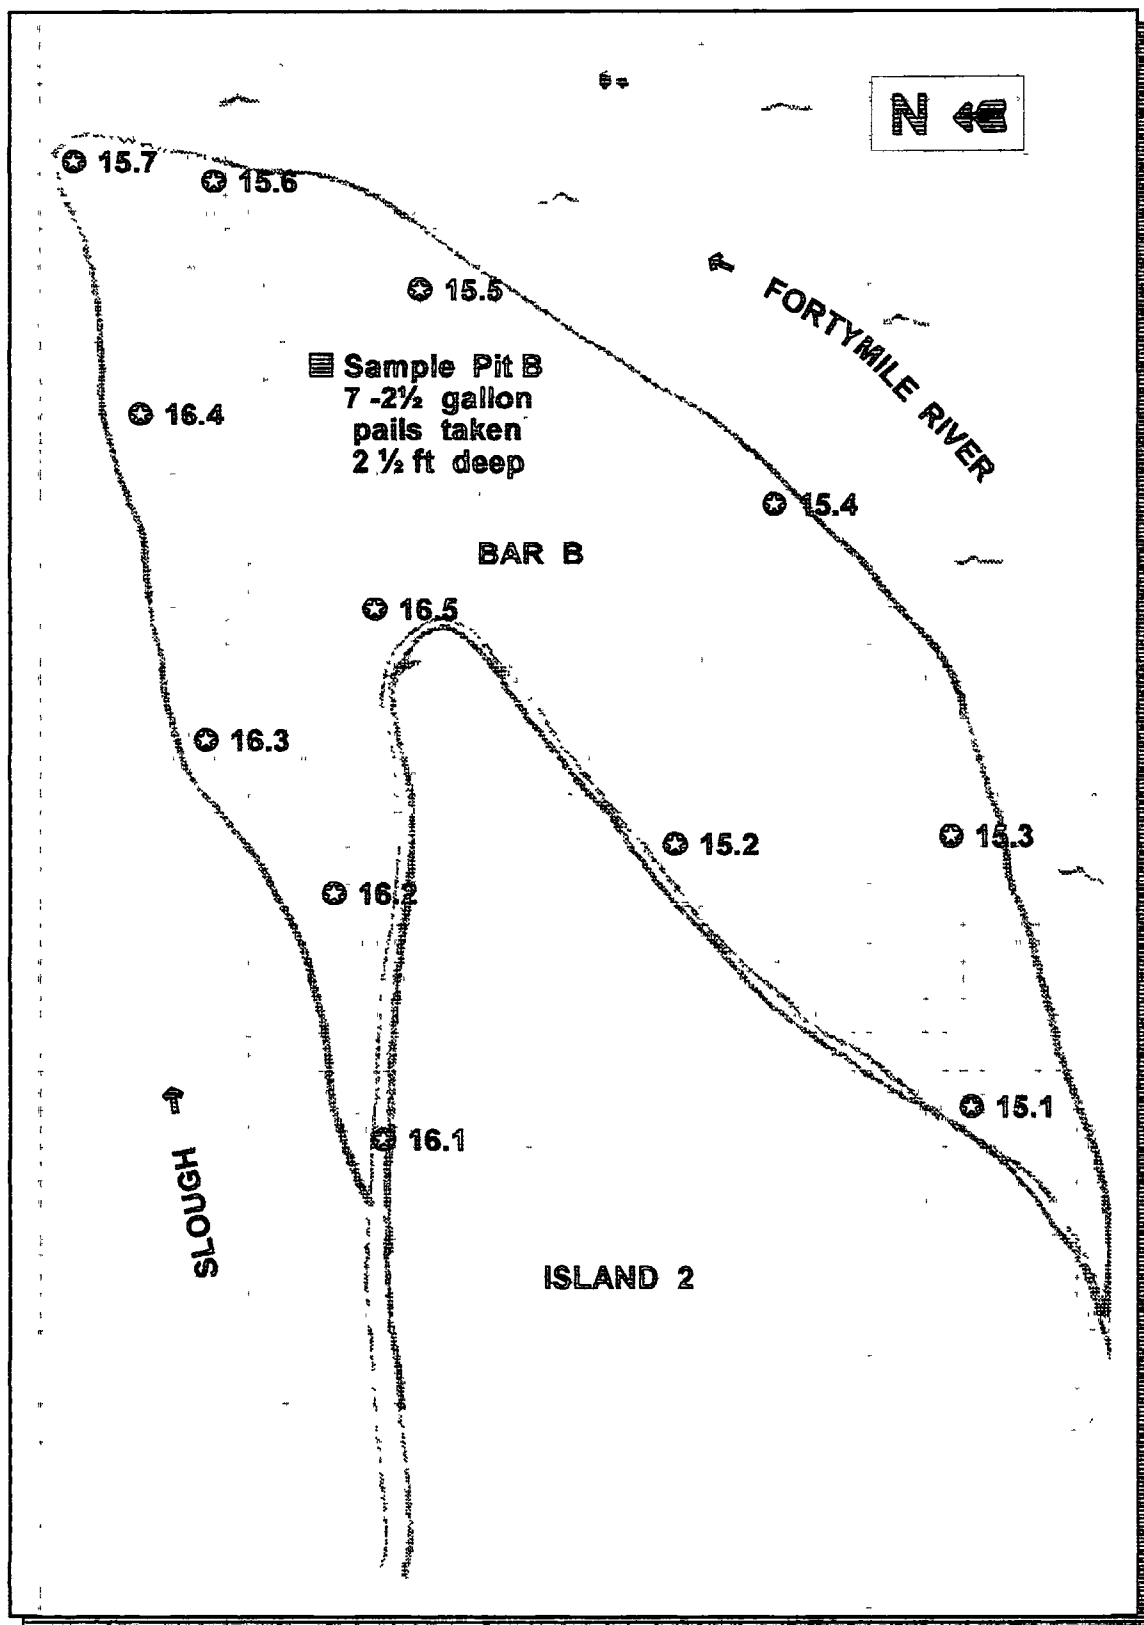 N
15.7
15.6
15.5
FORTYMILE RIVER
Sample Pit B
7 -2½ gallon
pails taken
2 ½ ft deep
16.4
15.4
BAR B
16.5
16.3
15.2
15.3
16.2
15.1
16.1
SLOUGH
ISLAND 2